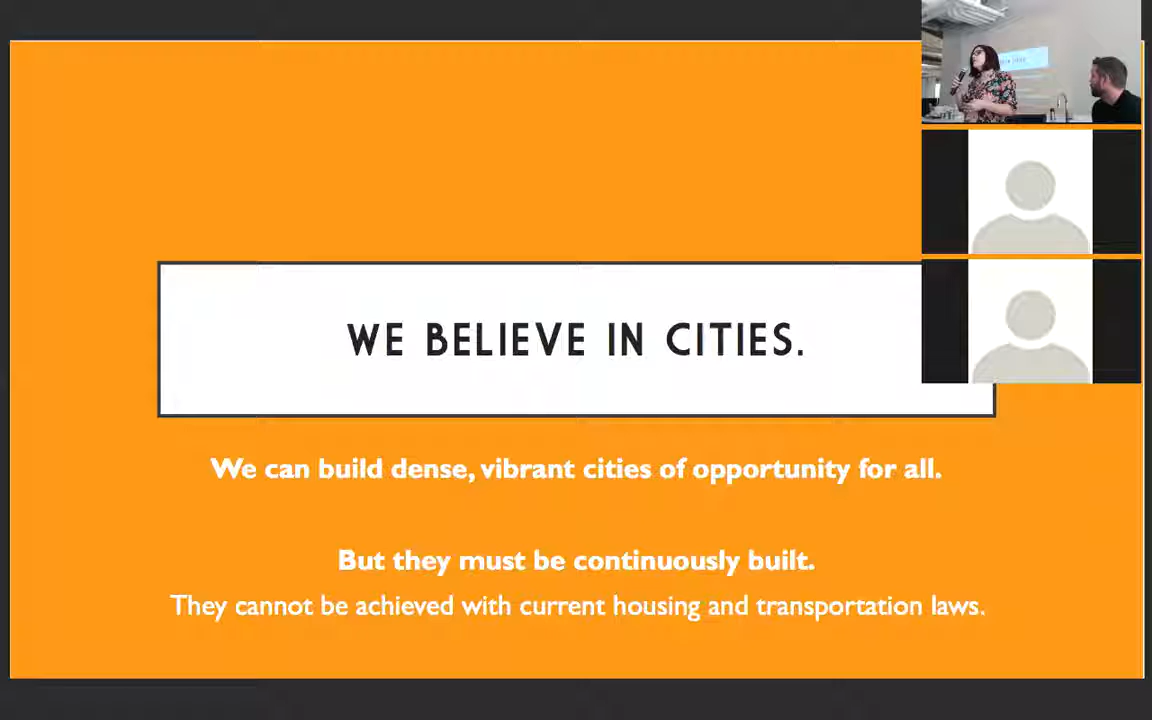 WE BELIEVE IN CITIES.
We can build dense, vibrant cities of opportunity for all.
But they must be continuously built.
They cannot be achieved with current housing and transportation laws.